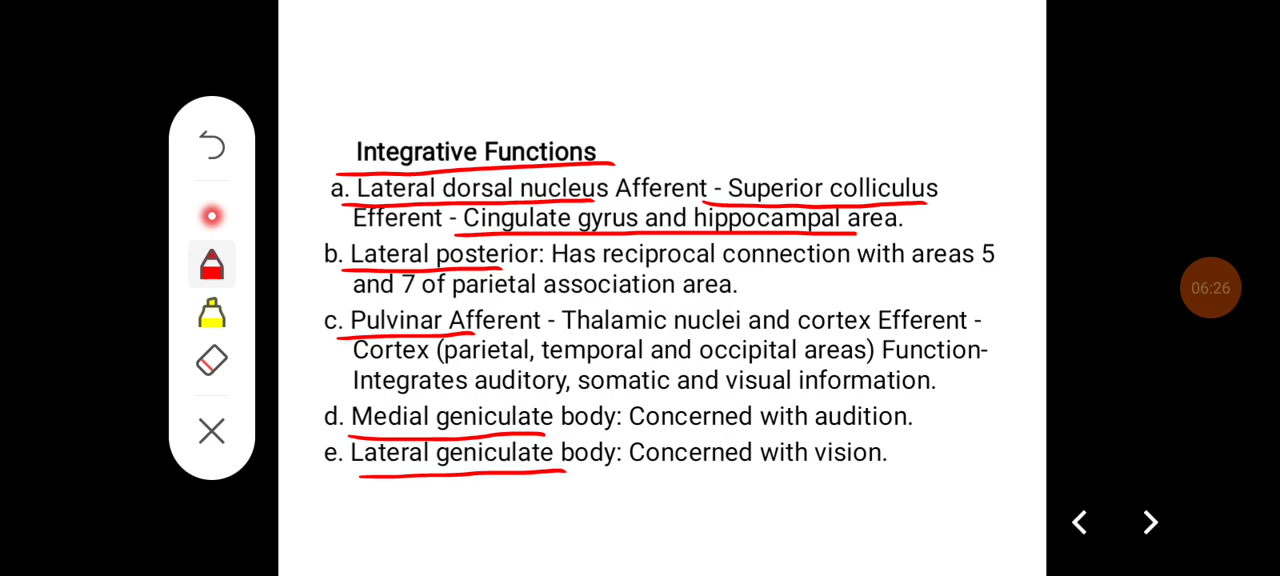 Integrative Functions
a. Lateral dorsal nucleus Afferent - Superior colliculus
Efferent - Cingulate gyrus and hippocampal area.
b. Lateral posterior: Has reciprocal connection with areas 5
and 7 of parietal association area.
c. Pulvinar Afferent - Thalamic nuclei and cortex Efferent -
Cortex (parietal, temporal and occipital areas) Function-
Integrates auditory, somatic and visual information.
d. Medial geniculate body: Concerned with audition.
e. Lateral geniculate body: Concerned with vision.
06:26